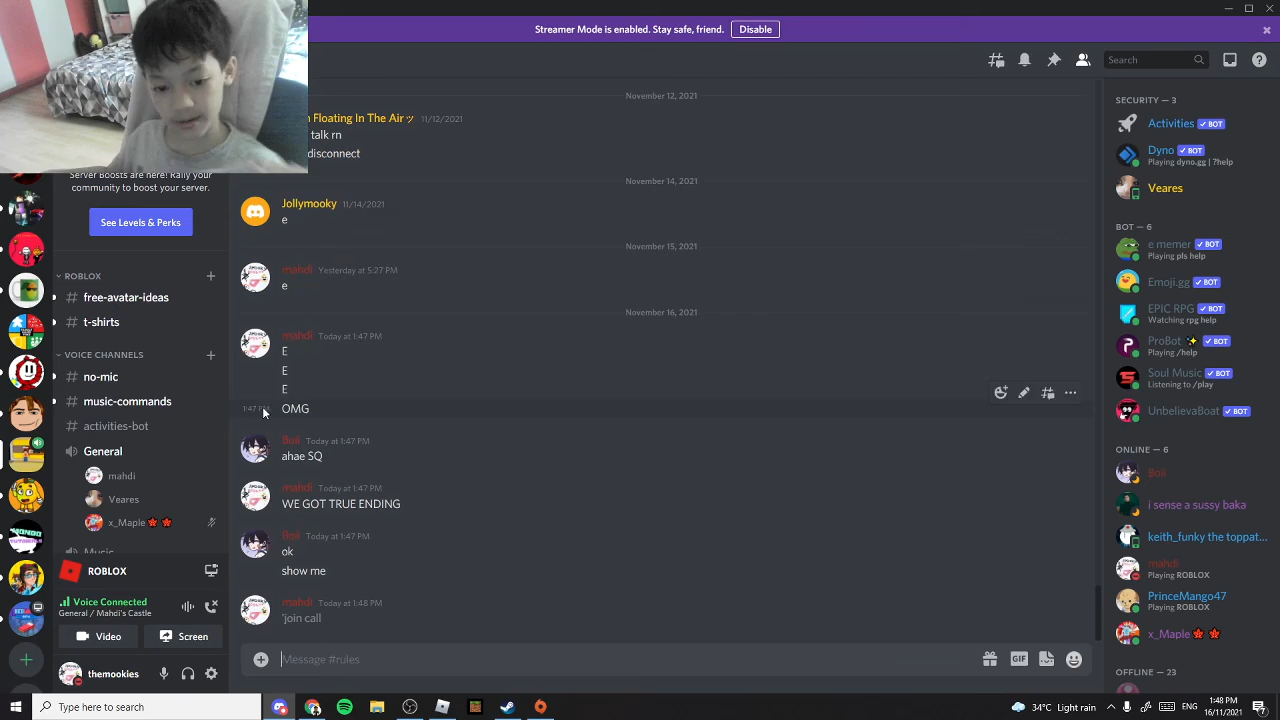 Streamer Mode is enabled. Stay safe, friend. Disable
Search
Server Boosts are here! Rally your
community to boost your server.
See Levels & Perks
ROBLOX
free-avatar-ideas
t-shirts
VOICE CHANNELS
no-mic
music-commands
activities-bot
General
mahdi
Veares
x_Maple
Music
ROBLOX
Voice Connected
General / Mahdi's Castle
Video
Screen
themookies
November 12, 2021
Floating In The Airッ 11/12/2021
talk rn
disconnect
November 14, 2021
Jollymooky 11/14/2021
e
November 15, 2021
mahdi Yesterday at 5:27 PM
e
November 16, 2021
mahdi Today at 1:47 PM
E
E
E
1:47 PM OMG
Boii Today at 1:47 PM
ahae SQ
mahdi Today at 1:47 PM
WE GOT TRUE ENDING
Boii Today at 1:47 PM
ok
show me
mahdi Today at 1:48 PM
'join call
Message #rules
GIF
SECURITY — 3
Activities ✓ BOT
Dyno ✓ BOT
Playing dyno.gg | ?help
Veares
BOT — 6
e memer ✓ BOT
Playing pls help
Emoji.gg ✓ BOT
EPIC RPG ✓ BOT
Watching rpg help
ProBot ✓ BOT
Playing /help
Soul Music ✓ BOT
Listening to /play
UnbelievaBoat ✓ BOT
ONLINE — 6
Boii
i sense a sussy baka
keith_funky the toppat...
mahdi
Playing ROBLOX
PrinceMango47
Playing ROBLOX
x_Maple
OFFLINE — 23
Type here to search
34°C Light rain
1:48 PM
16/11/2021